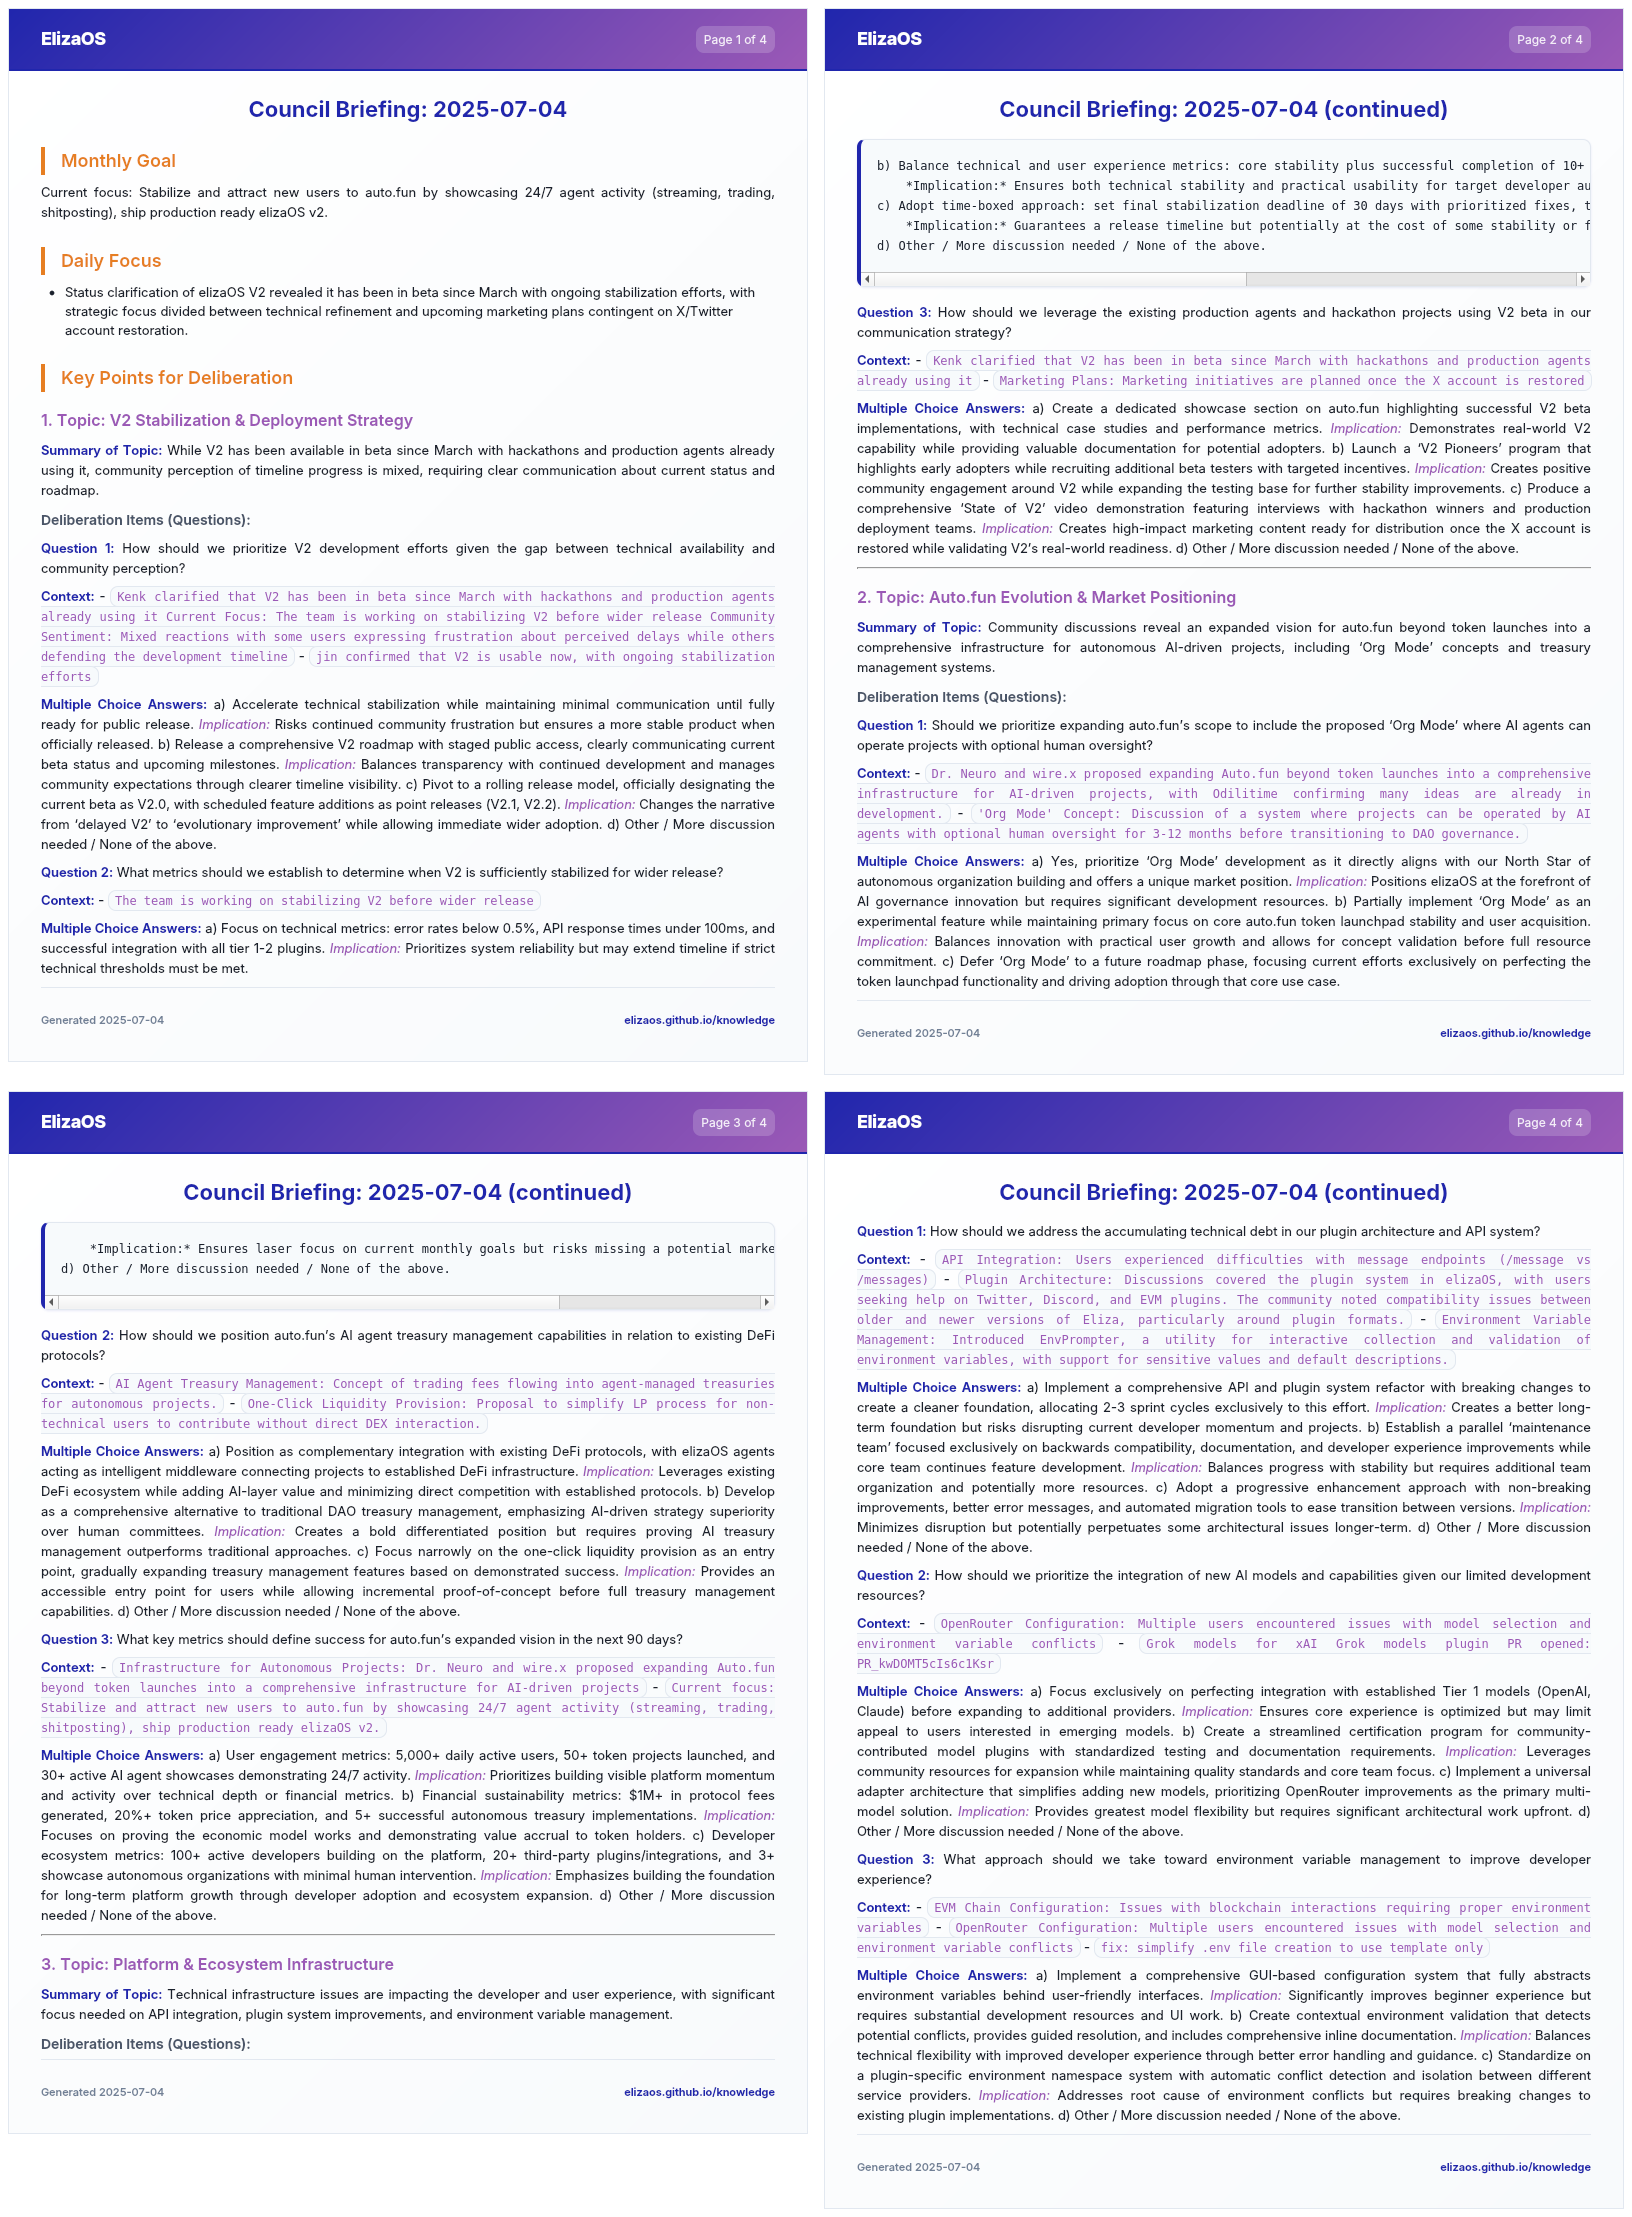 ElizaOS
Page 1 of 4
Council Briefing: 2025-07-04
Monthly Goal
Current focus: Stabilize and attract new users to auto.fun by showcasing 24/7 agent activity (streaming, trading,
shitposting), ship production ready elizaOS v2.
Daily Focus
• Status clarification of elizaOS V2 revealed it has been in beta since March with ongoing stabilization efforts, with
strategic focus divided between technical refinement and upcoming marketing plans contingent on X/Twitter
account restoration.
Key Points for Deliberation
1. Topic: V2 Stabilization & Deployment Strategy
Summary of Topic: While V2 has been available in beta since March with hackathons and production agents already
using it, community perception of timeline progress is mixed, requiring clear communication about current status and
roadmap.
Deliberation Items (Questions):
Question 1: How should we prioritize V2 development efforts given the gap between technical availability and
community perception?
Context: - Kenk clarified that V2 has been in beta since March with hackathons and production agents
already using it Current Focus: The team is working on stabilizing V2 before wider release Community
Sentiment: Mixed reactions with some users expressing frustration about perceived delays while others
defending the development timeline - jin confirmed that V2 is usable now, with ongoing stabilization
efforts
Multiple Choice Answers: a) Accelerate technical stabilization while maintaining minimal communication until fully
ready for public release. Implication: Risks continued community frustration but ensures a more stable product when
officially released. b) Release a comprehensive V2 roadmap with staged public access, clearly communicating current
beta status and upcoming milestones. Implication: Balances transparency with continued development and manages
community expectations through clearer timeline visibility. c) Pivot to a rolling release model, officially designating the
current beta as V2.0, with scheduled feature additions as point releases (V2.1, V2.2). Implication: Changes the narrative
from ‘delayed V2’ to ‘evolutionary improvement’ while allowing immediate wider adoption. d) Other / More discussion
needed / None of the above.
Question 2: What metrics should we establish to determine when V2 is sufficiently stabilized for wider release?
Context: - The team is working on stabilizing V2 before wider release
Multiple Choice Answers: a) Focus on technical metrics: error rates below 0.5%, API response times under 100ms, and
successful integration with all tier 1-2 plugins. Implication: Prioritizes system reliability but may extend timeline if strict
technical thresholds must be met.
Generated 2025-07-04
elizaos.github.io/knowledge
ElizaOS
Page 2 of 4
Council Briefing: 2025-07-04 (continued)
b) Balance technical and user experience metrics: core stability plus successful completion of 10+
*Implication:* Ensures both technical stability and practical usability for target developer au
c) Adopt time-boxed approach: set final stabilization deadline of 30 days with prioritized fixes, t
*Implication:* Guarantees a release timeline but potentially at the cost of some stability or f
d) Other / More discussion needed / None of the above.
Question 3: How should we leverage the existing production agents and hackathon projects using V2 beta in our
communication strategy?
Context: - Kenk clarified that V2 has been in beta since March with hackathons and production agents
already using it - Marketing Plans: Marketing initiatives are planned once the X account is restored
Multiple Choice Answers: a) Create a dedicated showcase section on auto.fun highlighting successful V2 beta
implementations, with technical case studies and performance metrics. Implication: Demonstrates real-world V2
capability while providing valuable documentation for potential adopters. b) Launch a ‘V2 Pioneers’ program that
highlights early adopters while recruiting additional beta testers with targeted incentives. Implication: Creates positive
community engagement around V2 while expanding the testing base for further stability improvements. c) Produce a
comprehensive ‘State of V2’ video demonstration featuring interviews with hackathon winners and production
deployment teams. Implication: Creates high-impact marketing content ready for distribution once the X account is
restored while validating V2’s real-world readiness. d) Other / More discussion needed / None of the above.
2. Topic: Auto.fun Evolution & Market Positioning
Summary of Topic: Community discussions reveal an expanded vision for auto.fun beyond token launches into a
comprehensive infrastructure for autonomous AI-driven projects, including ‘Org Mode’ concepts and treasury
management systems.
Deliberation Items (Questions):
Question 1: Should we prioritize expanding auto.fun’s scope to include the proposed ‘Org Mode’ where AI agents can
operate projects with optional human oversight?
Context: - Dr. Neuro and wire.x proposed expanding Auto.fun beyond token launches into a comprehensive
infrastructure for AI-driven projects, with Odilitime confirming many ideas are already in
development. - 'Org Mode' Concept: Discussion of a system where projects can be operated by AI
agents with optional human oversight for 3-12 months before transitioning to DAO governance.
Multiple Choice Answers: a) Yes, prioritize ‘Org Mode’ development as it directly aligns with our North Star of
autonomous organization building and offers a unique market position. Implication: Positions elizaOS at the forefront of
AI governance innovation but requires significant development resources. b) Partially implement ‘Org Mode’ as an
experimental feature while maintaining primary focus on core auto.fun token launchpad stability and user acquisition.
Implication: Balances innovation with practical user growth and allows for concept validation before full resource
commitment. c) Defer ‘Org Mode’ to a future roadmap phase, focusing current efforts exclusively on perfecting the
token launchpad functionality and driving adoption through that core use case.
Generated 2025-07-04
elizaos.github.io/knowledge
ElizaOS
Page 3 of 4
Council Briefing: 2025-07-04 (continued)
*Implication:* Ensures laser focus on current monthly goals but risks missing a potential marke
d) Other / More discussion needed / None of the above.
Question 2: How should we position auto.fun’s AI agent treasury management capabilities in relation to existing DeFi
protocols?
Context: - AI Agent Treasury Management: Concept of trading fees flowing into agent-managed treasuries
for autonomous projects. - One-Click Liquidity Provision: Proposal to simplify LP process for non-
technical users to contribute without direct DEX interaction.
Multiple Choice Answers: a) Position as complementary integration with existing DeFi protocols, with elizaOS agents
acting as intelligent middleware connecting projects to established DeFi infrastructure. Implication: Leverages existing
DeFi ecosystem while adding AI-layer value and minimizing direct competition with established protocols. b) Develop
as a comprehensive alternative to traditional DAO treasury management, emphasizing AI-driven strategy superiority
over human committees. Implication: Creates a bold differentiated position but requires proving AI treasury
management outperforms traditional approaches. c) Focus narrowly on the one-click liquidity provision as an entry
point, gradually expanding treasury management features based on demonstrated success. Implication: Provides an
accessible entry point for users while allowing incremental proof-of-concept before full treasury management
capabilities. d) Other / More discussion needed / None of the above.
Question 3: What key metrics should define success for auto.fun’s expanded vision in the next 90 days?
Context: - Infrastructure for Autonomous Projects: Dr. Neuro and wire.x proposed expanding Auto.fun
beyond token launches into a comprehensive infrastructure for AI-driven projects - Current focus:
Stabilize and attract new users to auto.fun by showcasing 24/7 agent activity (streaming, trading,
shitposting), ship production ready elizaOS v2.
Multiple Choice Answers: a) User engagement metrics: 5,000+ daily active users, 50+ token projects launched, and
30+ active AI agent showcases demonstrating 24/7 activity. Implication: Prioritizes building visible platform momentum
and activity over technical depth or financial metrics. b) Financial sustainability metrics: $1M+ in protocol fees
generated, 20%+ token price appreciation, and 5+ successful autonomous treasury implementations. Implication:
Focuses on proving the economic model works and demonstrating value accrual to token holders. c) Developer
ecosystem metrics: 100+ active developers building on the platform, 20+ third-party plugins/integrations, and 3+
showcase autonomous organizations with minimal human intervention. Implication: Emphasizes building the foundation
for long-term platform growth through developer adoption and ecosystem expansion. d) Other / More discussion
needed / None of the above.
3. Topic: Platform & Ecosystem Infrastructure
Summary of Topic: Technical infrastructure issues are impacting the developer and user experience, with significant
focus needed on API integration, plugin system improvements, and environment variable management.
Deliberation Items (Questions):
Generated 2025-07-04
elizaos.github.io/knowledge
ElizaOS
Page 4 of 4
Council Briefing: 2025-07-04 (continued)
Question 1: How should we address the accumulating technical debt in our plugin architecture and API system?
Context: - API Integration: Users experienced difficulties with message endpoints (/message vs
/messages) - Plugin Architecture: Discussions covered the plugin system in elizaOS, with users
seeking help on Twitter, Discord, and EVM plugins. The community noted compatibility issues between
older and newer versions of Eliza, particularly around plugin formats. - Environment Variable
Management: Introduced EnvPrompter, a utility for interactive collection and validation of
environment variables, with support for sensitive values and default descriptions.
Multiple Choice Answers: a) Implement a comprehensive API and plugin system refactor with breaking changes to
create a cleaner foundation, allocating 2-3 sprint cycles exclusively to this effort. Implication: Creates a better long-
term foundation but risks disrupting current developer momentum and projects. b) Establish a parallel ‘maintenance
team’ focused exclusively on backwards compatibility, documentation, and developer experience improvements while
core team continues feature development. Implication: Balances progress with stability but requires additional team
organization and potentially more resources. c) Adopt a progressive enhancement approach with non-breaking
improvements, better error messages, and automated migration tools to ease transition between versions. Implication:
Minimizes disruption but potentially perpetuates some architectural issues longer-term. d) Other / More discussion
needed / None of the above.
Question 2: How should we prioritize the integration of new AI models and capabilities given our limited development
resources?
Context: - OpenRouter Configuration: Multiple users encountered issues with model selection and
environment variable conflicts - Grok models for xAI Grok models plugin PR opened:
PR_kwDOMT5cIs6c1Ksr
Multiple Choice Answers: a) Focus exclusively on perfecting integration with established Tier 1 models (OpenAI,
Claude) before expanding to additional providers. Implication: Ensures core experience is optimized but may limit
appeal to users interested in emerging models. b) Create a streamlined certification program for community-
contributed model plugins with standardized testing and documentation requirements. Implication: Leverages
community resources for expansion while maintaining quality standards and core team focus. c) Implement a universal
adapter architecture that simplifies adding new models, prioritizing OpenRouter improvements as the primary multi-
model solution. Implication: Provides greatest model flexibility but requires significant architectural work upfront. d)
Other / More discussion needed / None of the above.
Question 3: What approach should we take toward environment variable management to improve developer
experience?
Context: - EVM Chain Configuration: Issues with blockchain interactions requiring proper environment
variables - OpenRouter Configuration: Multiple users encountered issues with model selection and
environment variable conflicts - fix: simplify .env file creation to use template only
Multiple Choice Answers: a) Implement a comprehensive GUI-based configuration system that fully abstracts
environment variables behind user-friendly interfaces. Implication: Significantly improves beginner experience but
requires substantial development resources and UI work. b) Create contextual environment validation that detects
potential conflicts, provides guided resolution, and includes comprehensive inline documentation. Implication: Balances
technical flexibility with improved developer experience through better error handling and guidance. c) Standardize on
a plugin-specific environment namespace system with automatic conflict detection and isolation between different
service providers. Implication: Addresses root cause of environment conflicts but requires breaking changes to
existing plugin implementations. d) Other / More discussion needed / None of the above.
Generated 2025-07-04
elizaos.github.io/knowledge